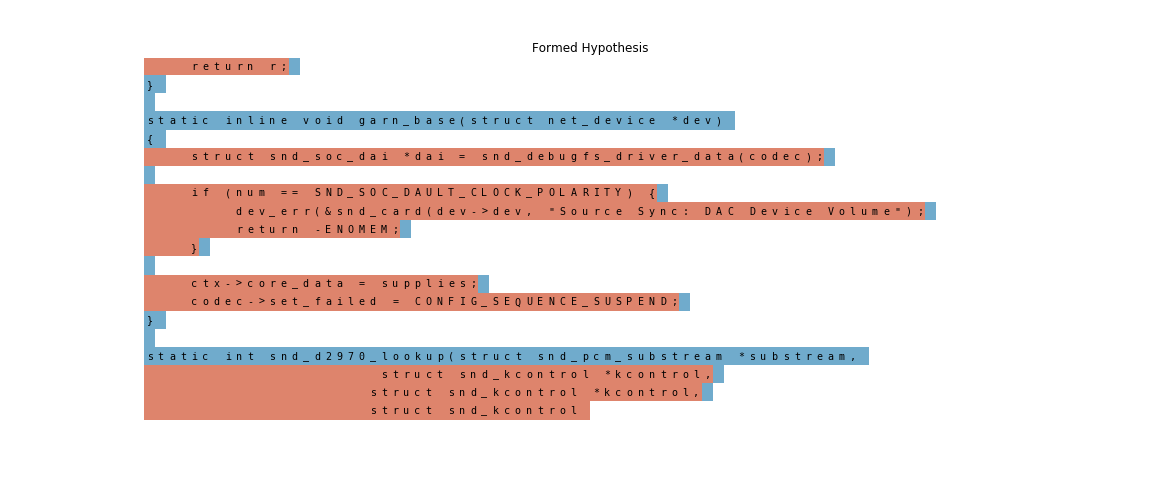 Formed Hypothesis
return r;
}
static inline void garn_base(struct net_device *dev)
{
struct snd_soc_dai *dai = snd_debugfs_driver_data(codec);
if (num == SND_SOC_DAULT_CLOCK_POLARITY) {
dev_err(&snd_card(dev->dev, "Source Sync: DAC Device Volume");
return -ENOMEM;
}
ctx->core_data = supplies;
codec->set_failed = CONFIG_SEQUENCE_SUSPEND;
}
static int snd_d2970_lookup(struct snd_pcm_substream *substream,
struct snd_kcontrol *kcontrol,
struct snd_kcontrol *kcontrol,
struct snd_kcontrol